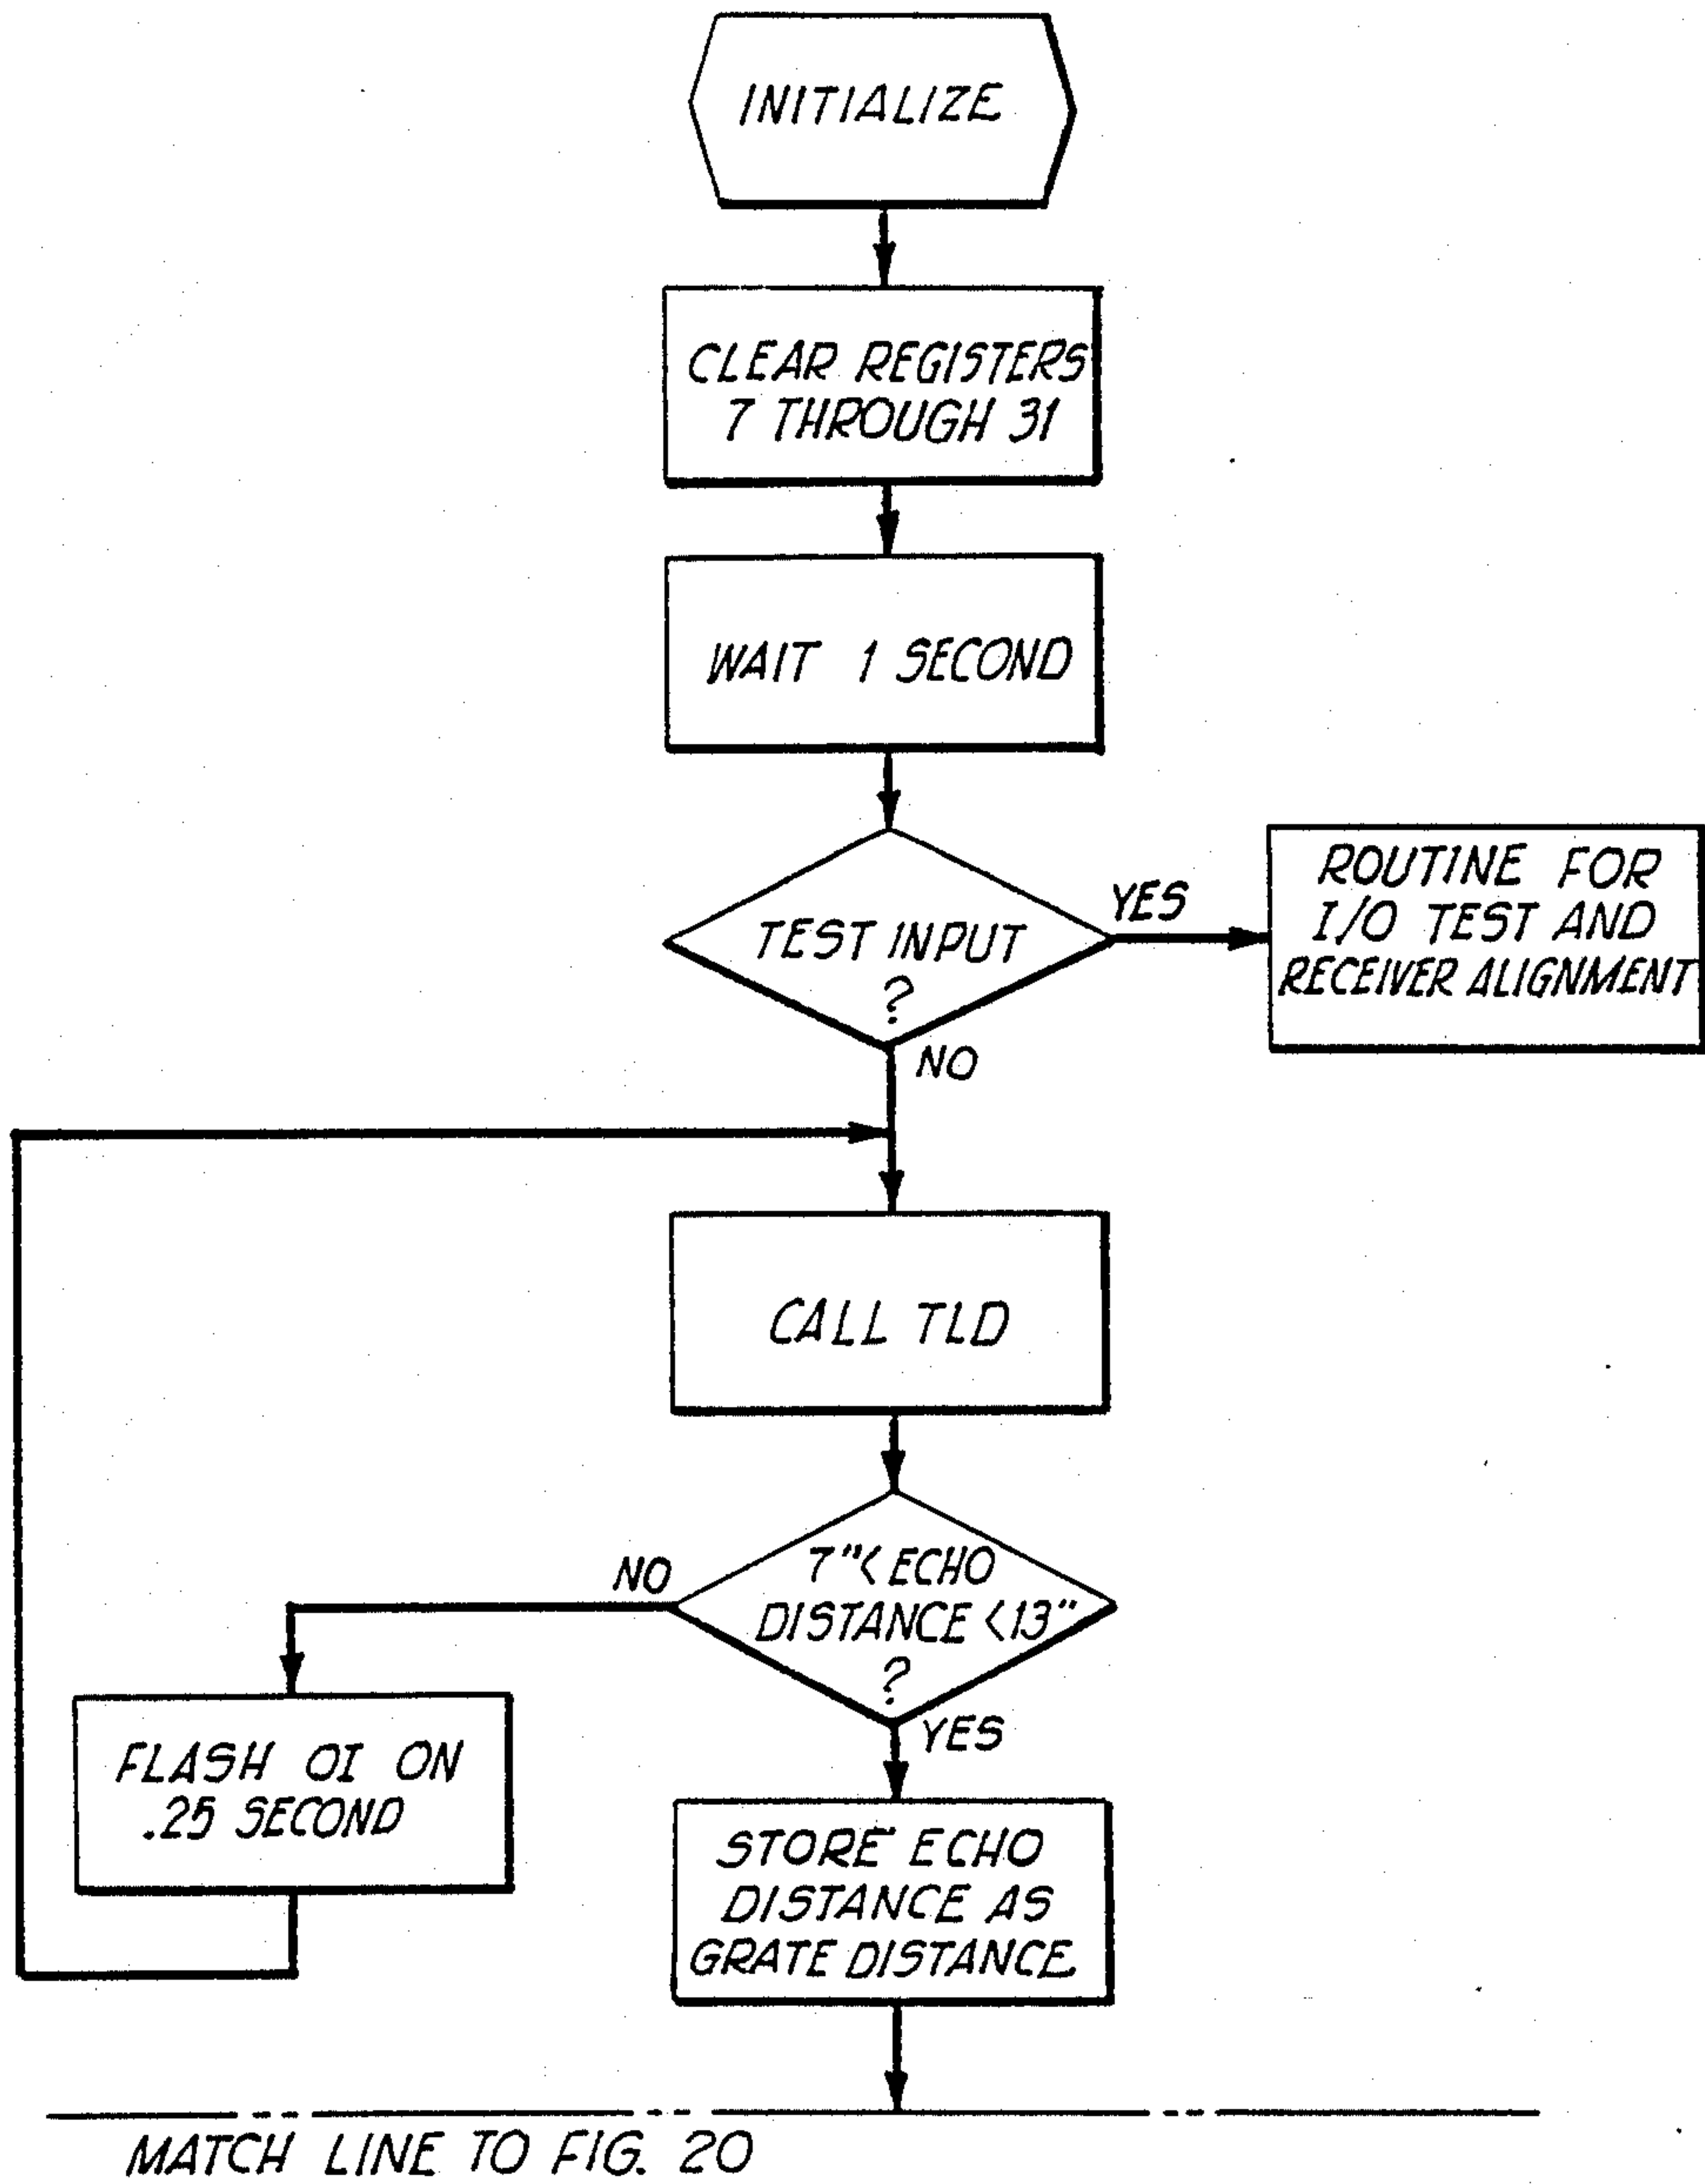 INITIALIZE
CLEAR REGISTERS
7 THROUGH 31
WAIT 1 SECOND
TEST INPUT
?
YES
ROUTINE FOR
I/O TEST AND
RECEIVER ALIGNMENT
NO
CALL TLD
7"< ECHO
DISTANCE <13"
?
NO
YES
FLASH OI ON
.25 SECOND
STORE ECHO
DISTANCE AS
GRATE DISTANCE
MATCH LINE TO FIG. 20